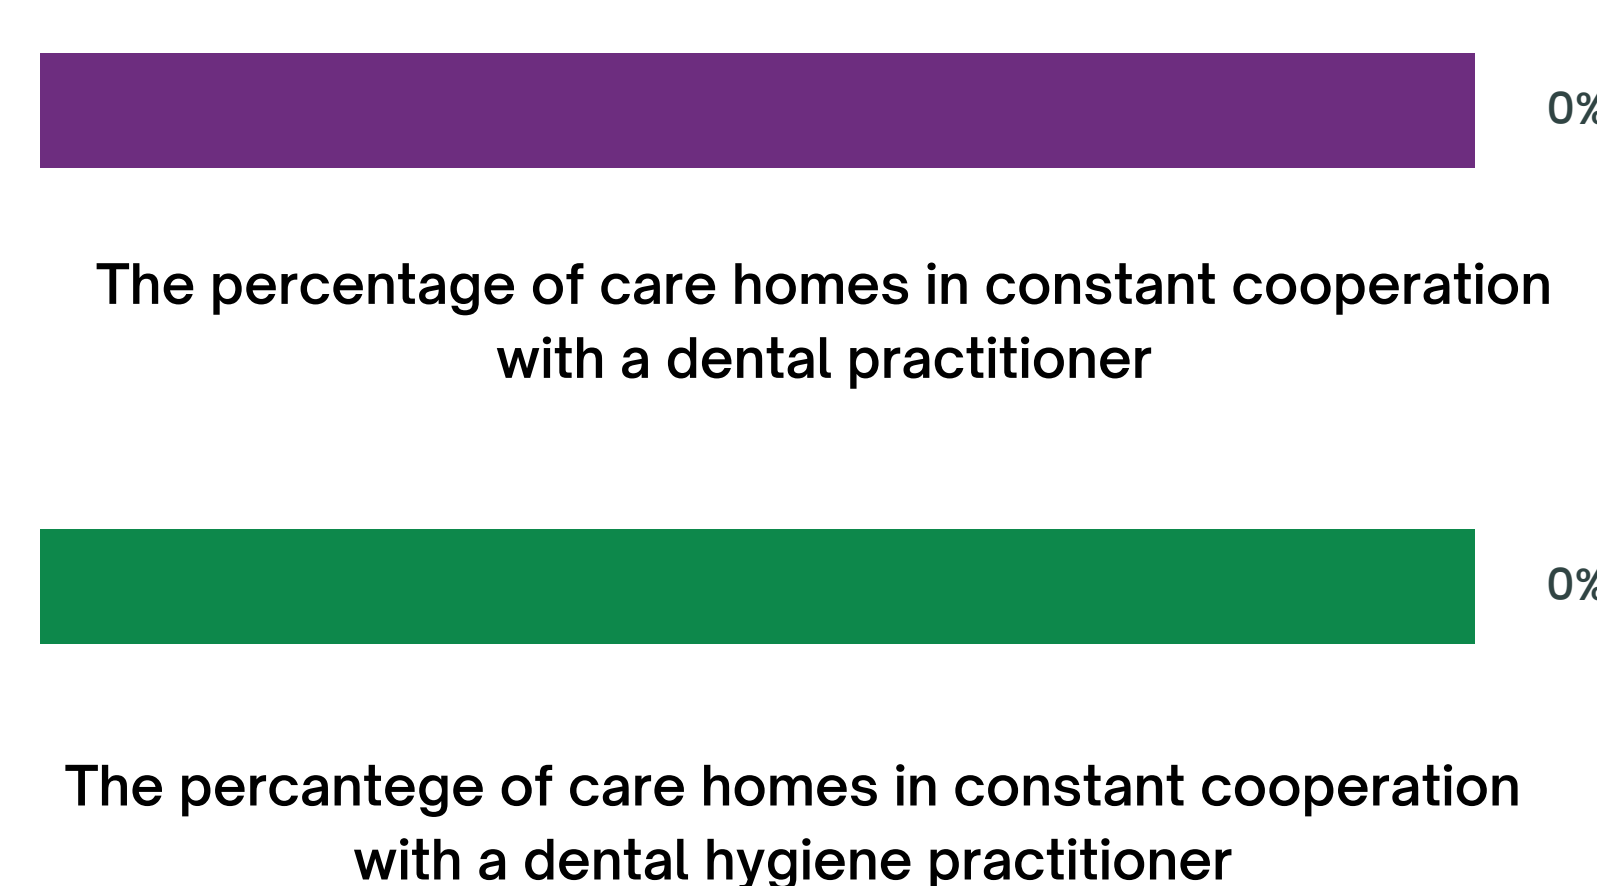 0%
The percentage of care homes in constant cooperation
with a dental practitioner
0%
The percantege of care homes in constant cooperation
with a dental hygiene practitioner